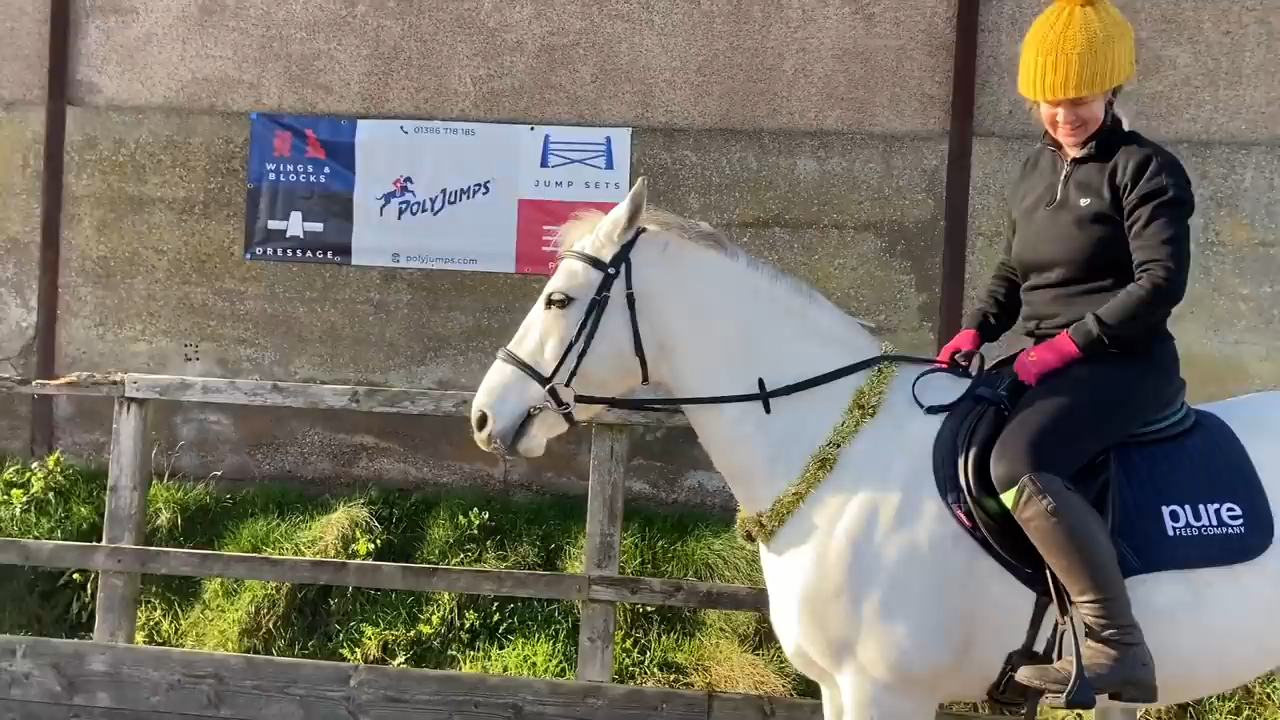 WINGS &
BLOCKS
DRESSAGE
01386 718 185
POLYJUMPS
polyjumps.com
JUMP SETS
pure
FEED COMPANY